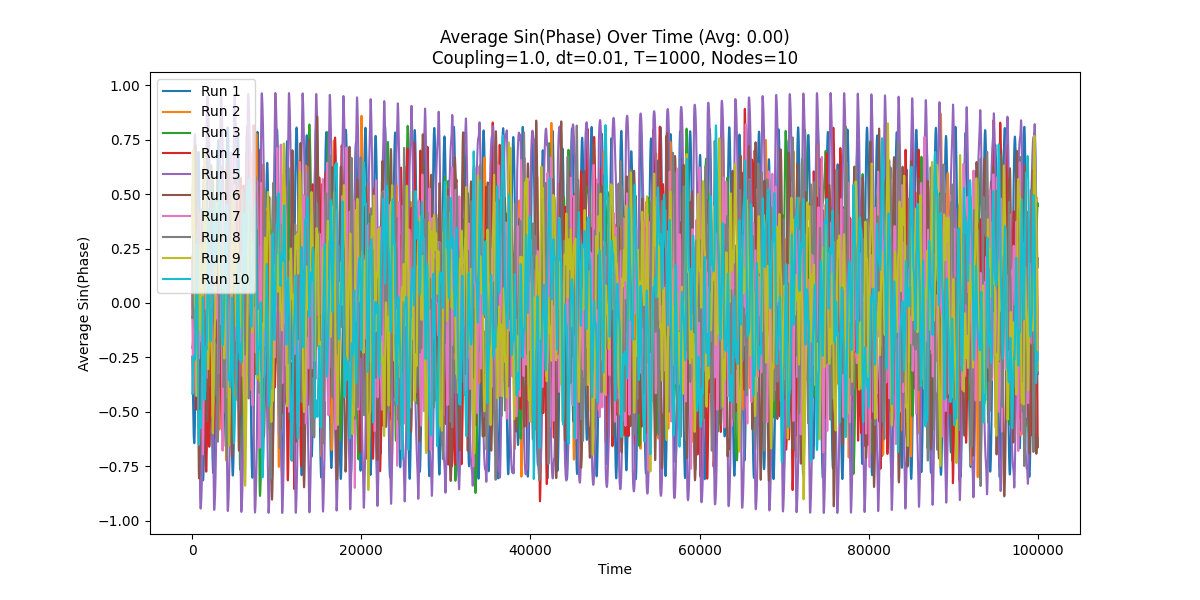 Average Sin(Phase) Over Time (Avg: 0.00)
Coupling=1.0, dt=0.01, T=1000, Nodes=10
Average Sin(Phase)
1.00
0.75
0.50
0.25
0.00
−0.25
−0.50
−0.75
−1.00
Run 1
Run 2
Run 3
Run 4
Run 5
Run 6
Run 7
Run 8
Run 9
Run 10
0
20000
40000
60000
80000
100000
Time